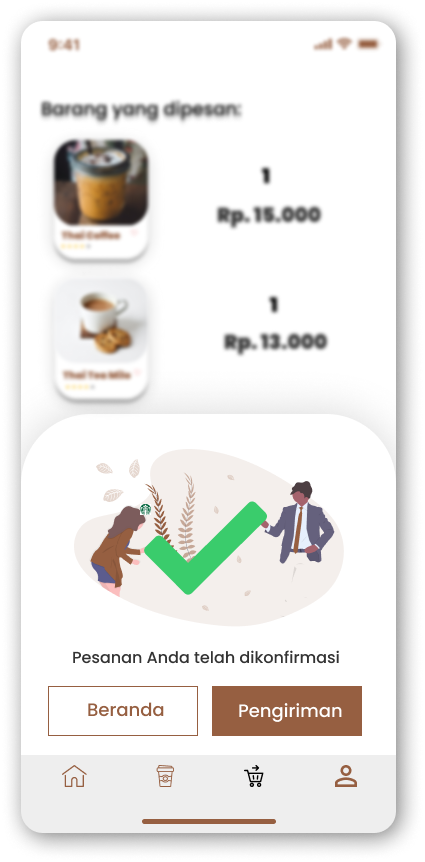 9:41
Barang yang dipesan:
1
Thai Coffee
Rp. 15.000
1
Thai Tea Milo
Rp. 13.000
Pesanan Anda telah dikonfirmasi
Beranda
Pengiriman